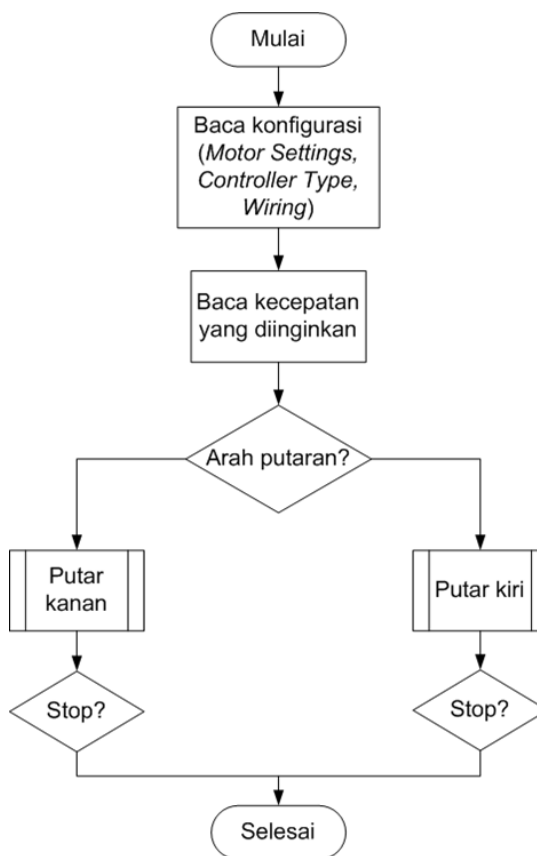 Mulai
Baca konfigurasi
(Motor Settings,
Controller Type,
Wiring)
Baca kecepatan
yang diinginkan
Arah putaran?
Putar
kanan
Putar kiri
Stop?
Stop?
Selesai